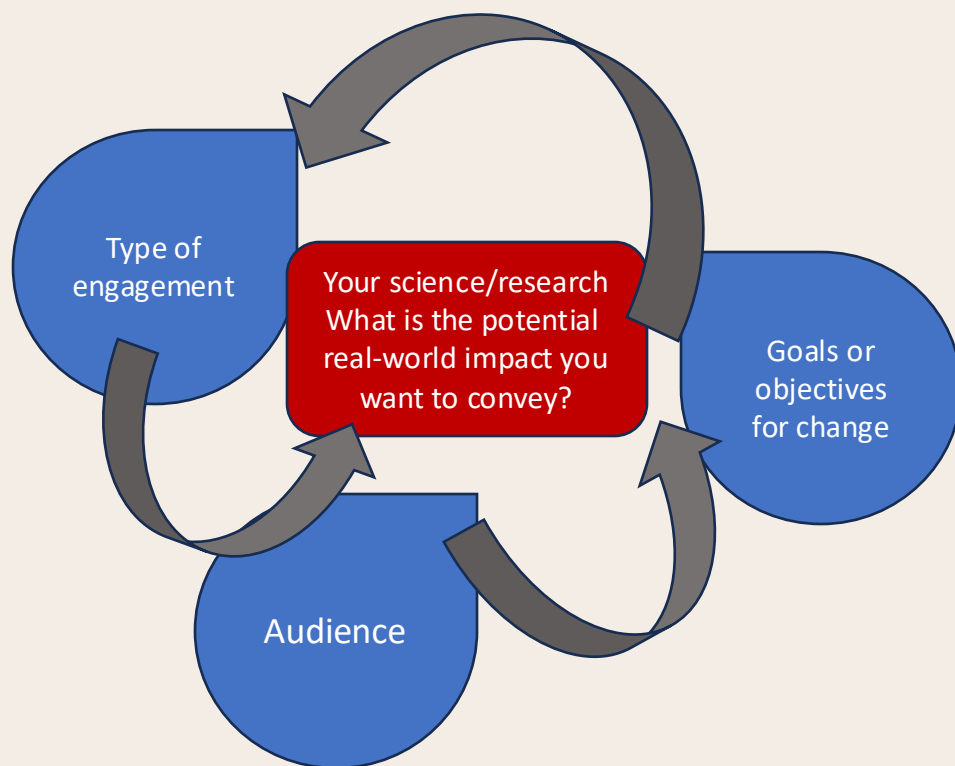 Type of
engagement
Your science/research
What is the potential
real-world impact you
want to convey?
Goals or
objectives
for change
Audience